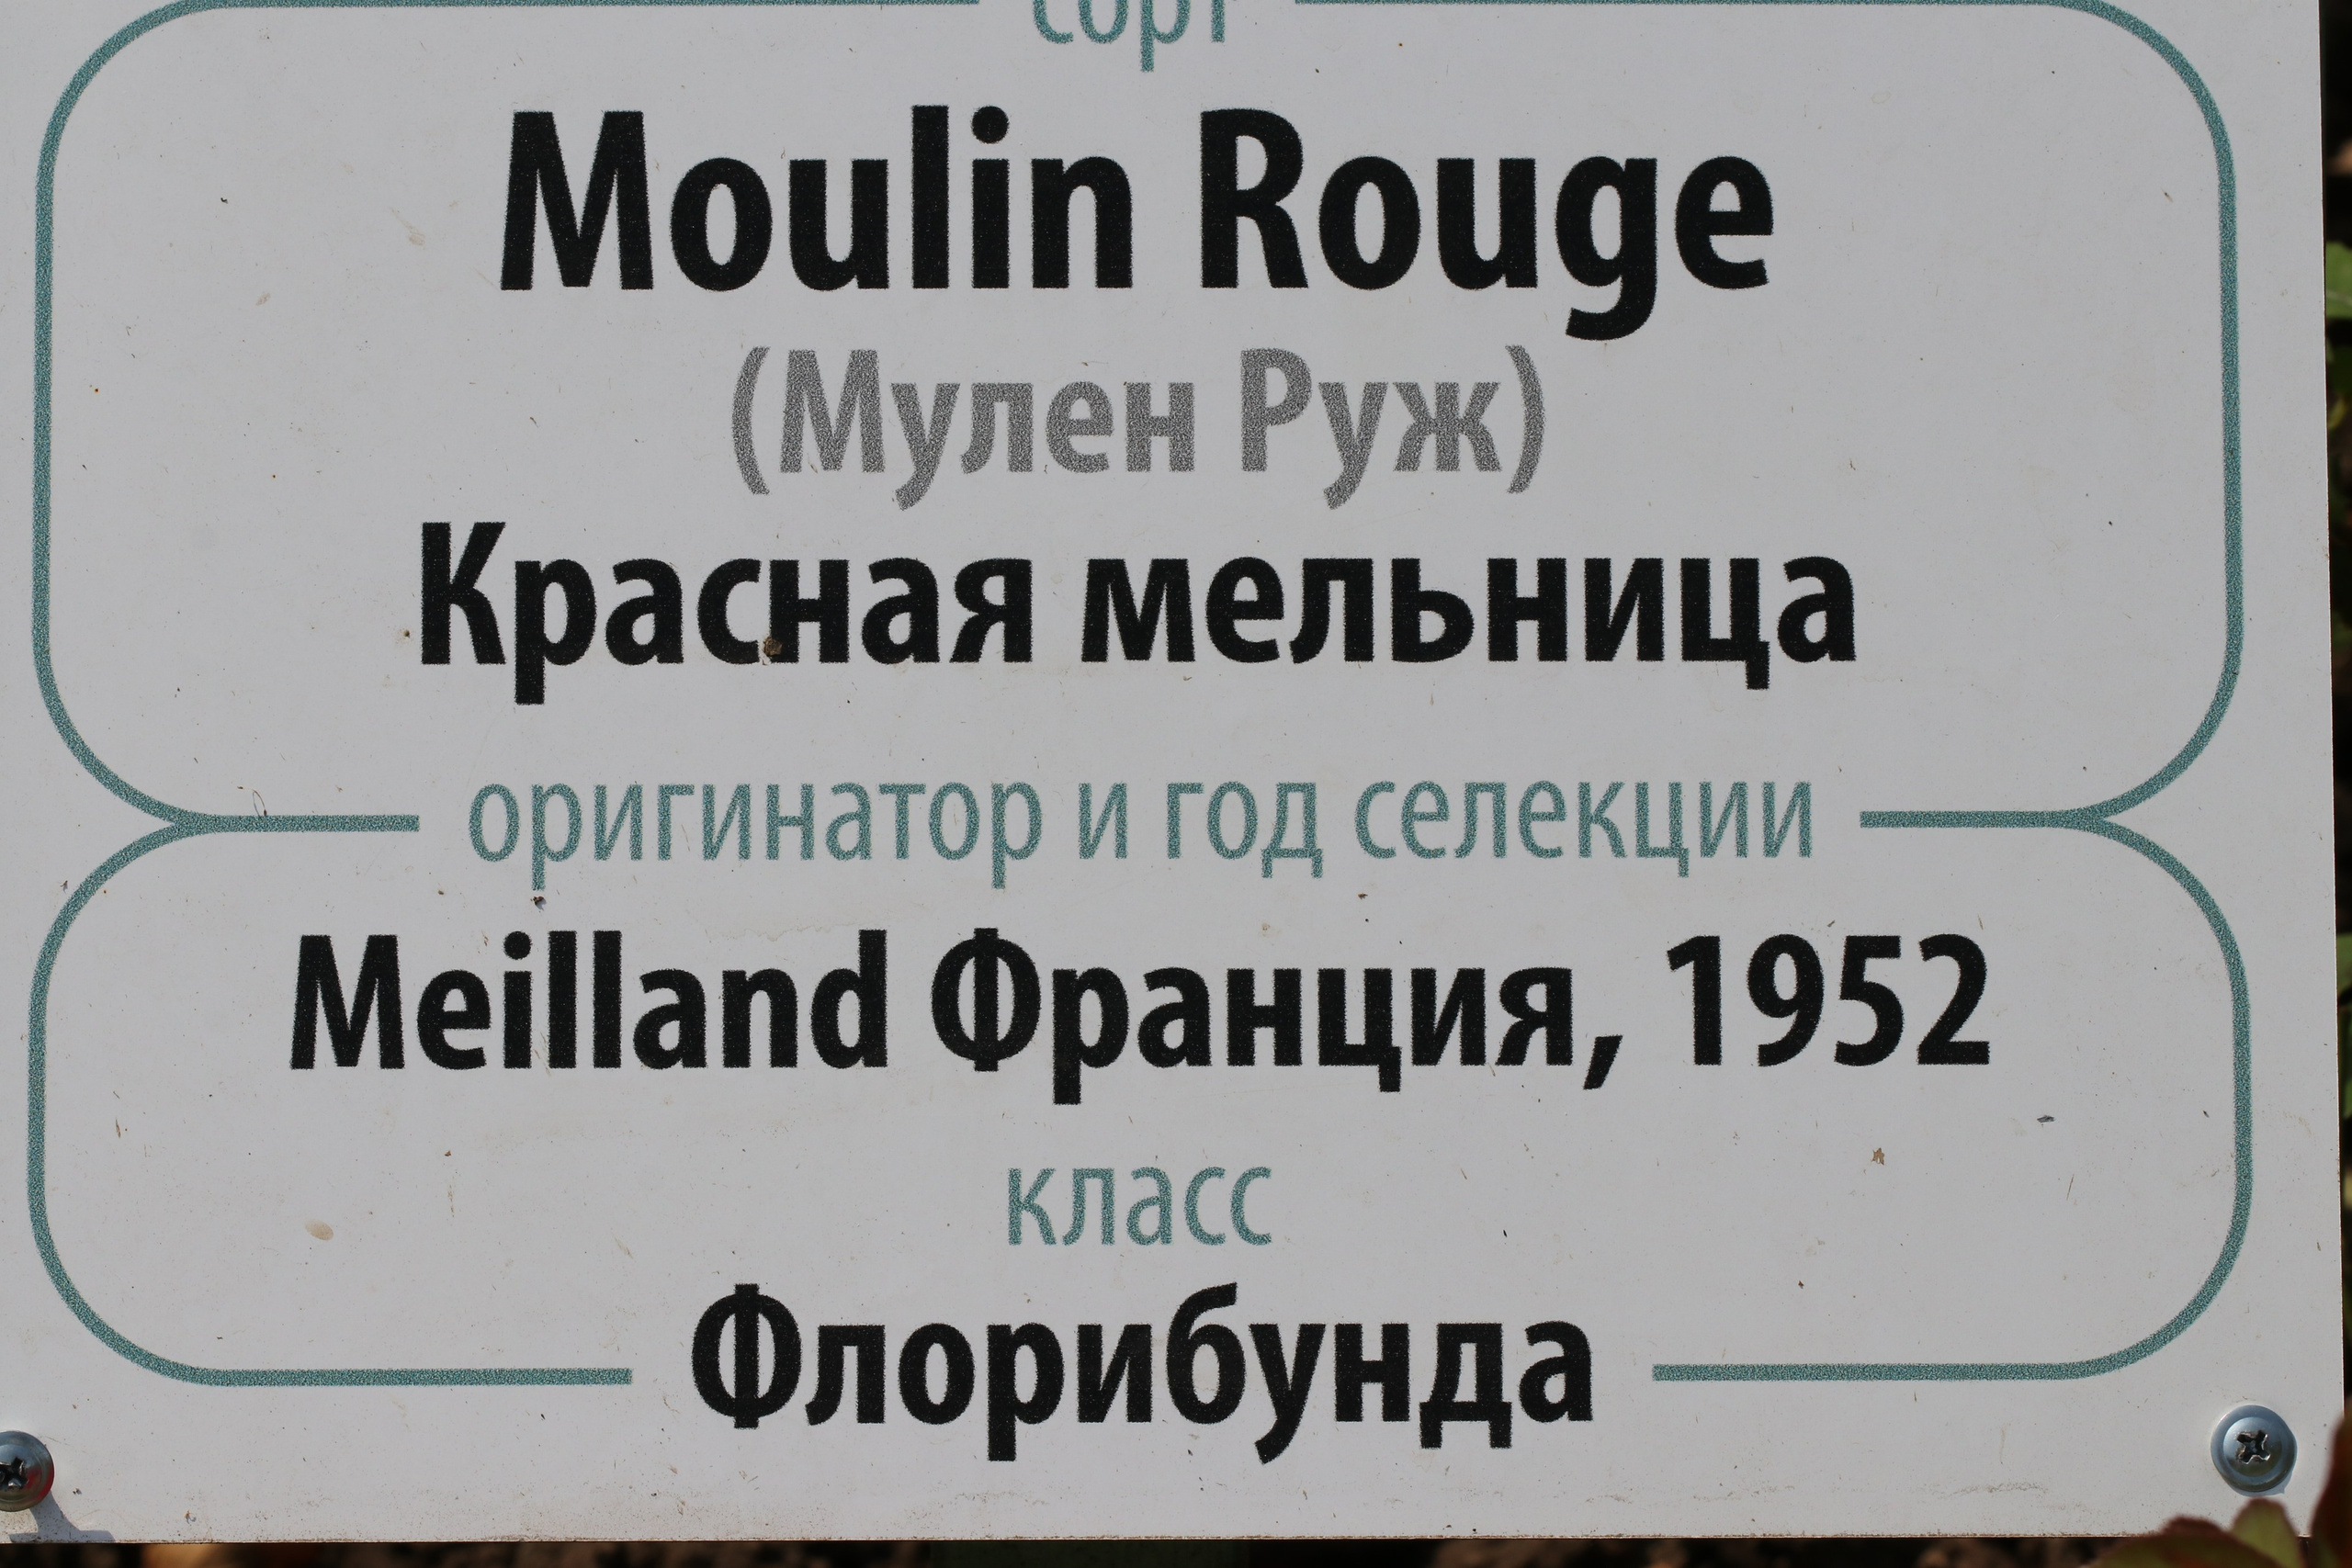 сорт
Moulin Rouge
(Мулен Руж)
Красная мельница
оригинатор и год селекции
Meilland Франция, 1952
класс
Флорибунда